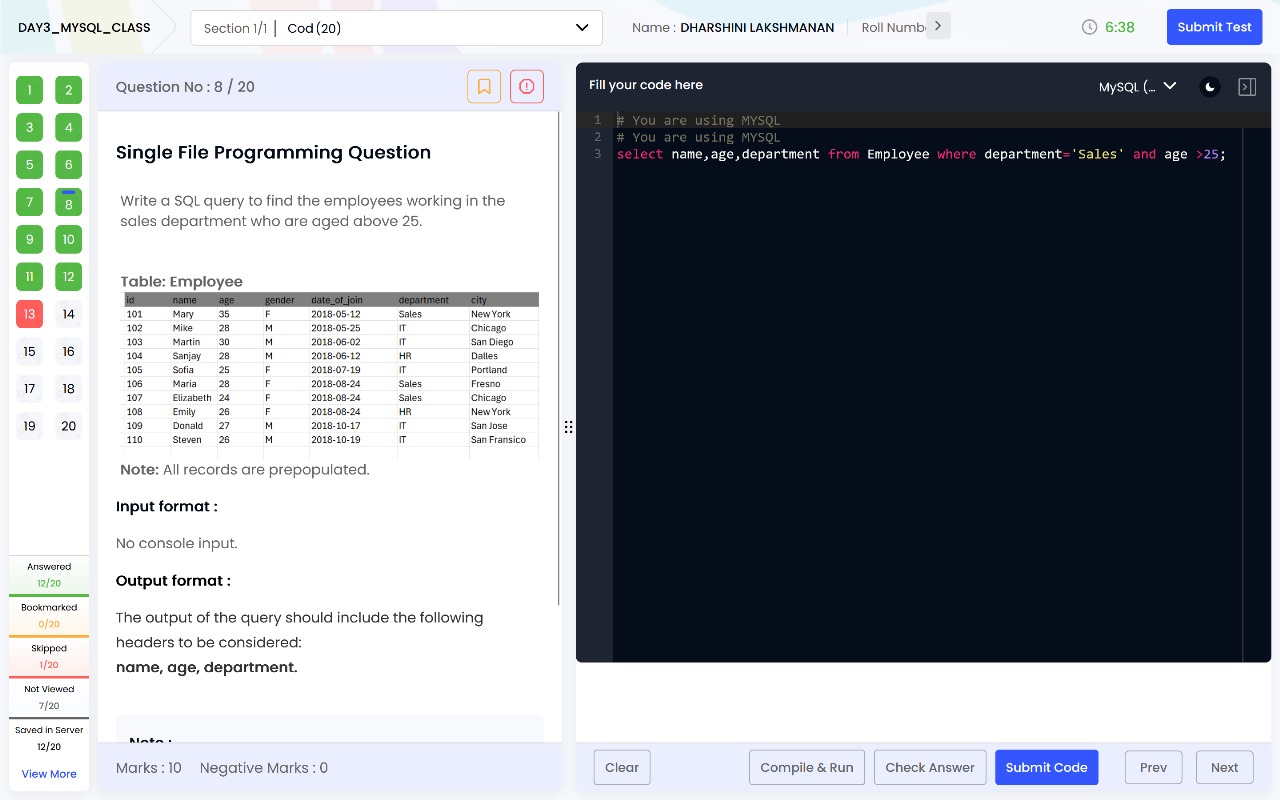 DAY3_MYSQL_CLASS
Section 1/1 | Cod (20)
Name : DHARSHINI LAKSHMANAN
Roll Numb
6:38
Submit Test
1 2
3 4
5 6
7 8
9 10
11 12
13 14
15 16
17 18
19 20
Answered
12/20
Bookmarked
0/20
Skipped
1/20
Not Viewed
7/20
Saved in Server
12/20
View More
Question No : 8 / 20
Single File Programming Question
Write a SQL query to find the employees working in the
sales department who are aged above 25.
Table: Employee
id name age gender date_of_join department city
101 Mary 35 F 2018-05-12 Sales New York
102 Mike 28 M 2018-05-25 IT Chicago
103 Martin 30 M 2018-06-02 IT San Diego
104 Sanjay 28 M 2018-06-12 HR Dalles
105 Sofia 25 F 2018-07-19 IT Portland
106 Maria 28 F 2018-08-24 Sales Fresno
107 Elizabeth 24 F 2018-08-24 Sales Chicago
108 Emily 26 F 2018-08-24 HR New York
109 Donald 27 M 2018-10-17 IT San Jose
110 Steven 26 M 2018-10-19 IT San Fransico
Note: All records are prepopulated.
Input format :
No console input.
Output format :
The output of the query should include the following
headers to be considered:
name, age, department.
Note :
Marks : 10 Negative Marks : 0
Fill your code here
MySQL (...
1 # You are using MYSQL
2 # You are using MYSQL
3 select name,age,department from Employee where department='Sales' and age >25;
Clear
Compile & Run
Check Answer
Submit Code
Prev
Next